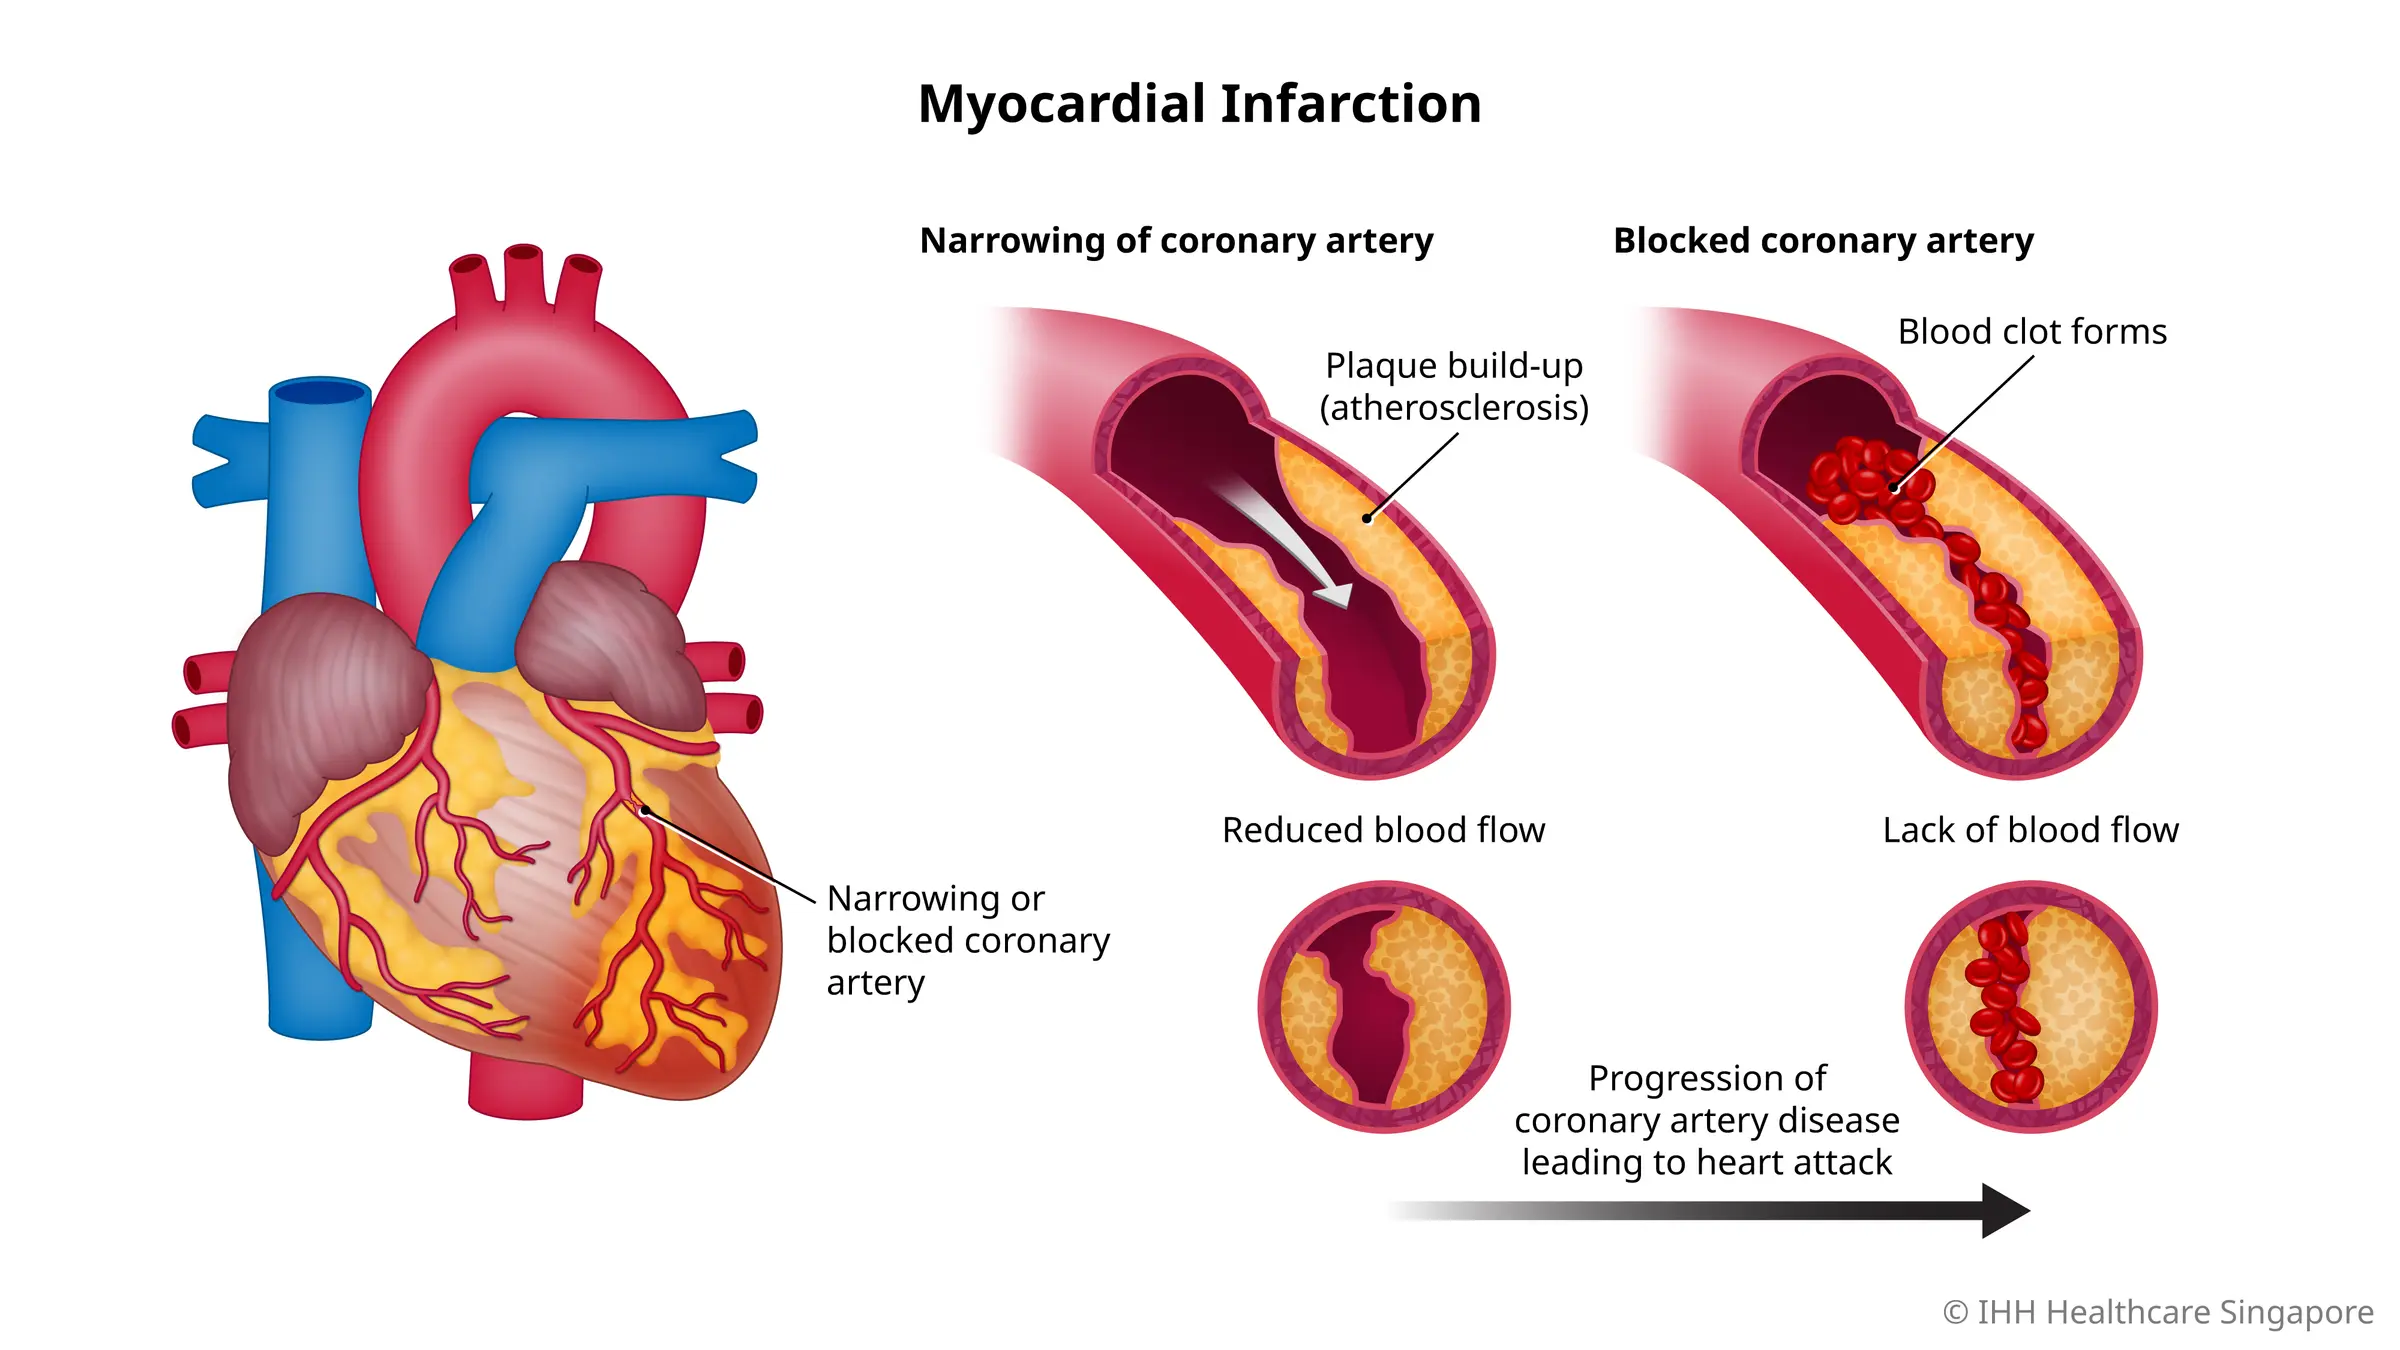 Myocardial Infarction
Narrowing of coronary artery
Blocked coronary artery
Plaque build-up
(atherosclerosis)
Blood clot forms
Narrowing or
blocked coronary
artery
Reduced blood flow
Lack of blood flow
Progression of
coronary artery disease
leading to heart attack
© IHH Healthcare Singapore